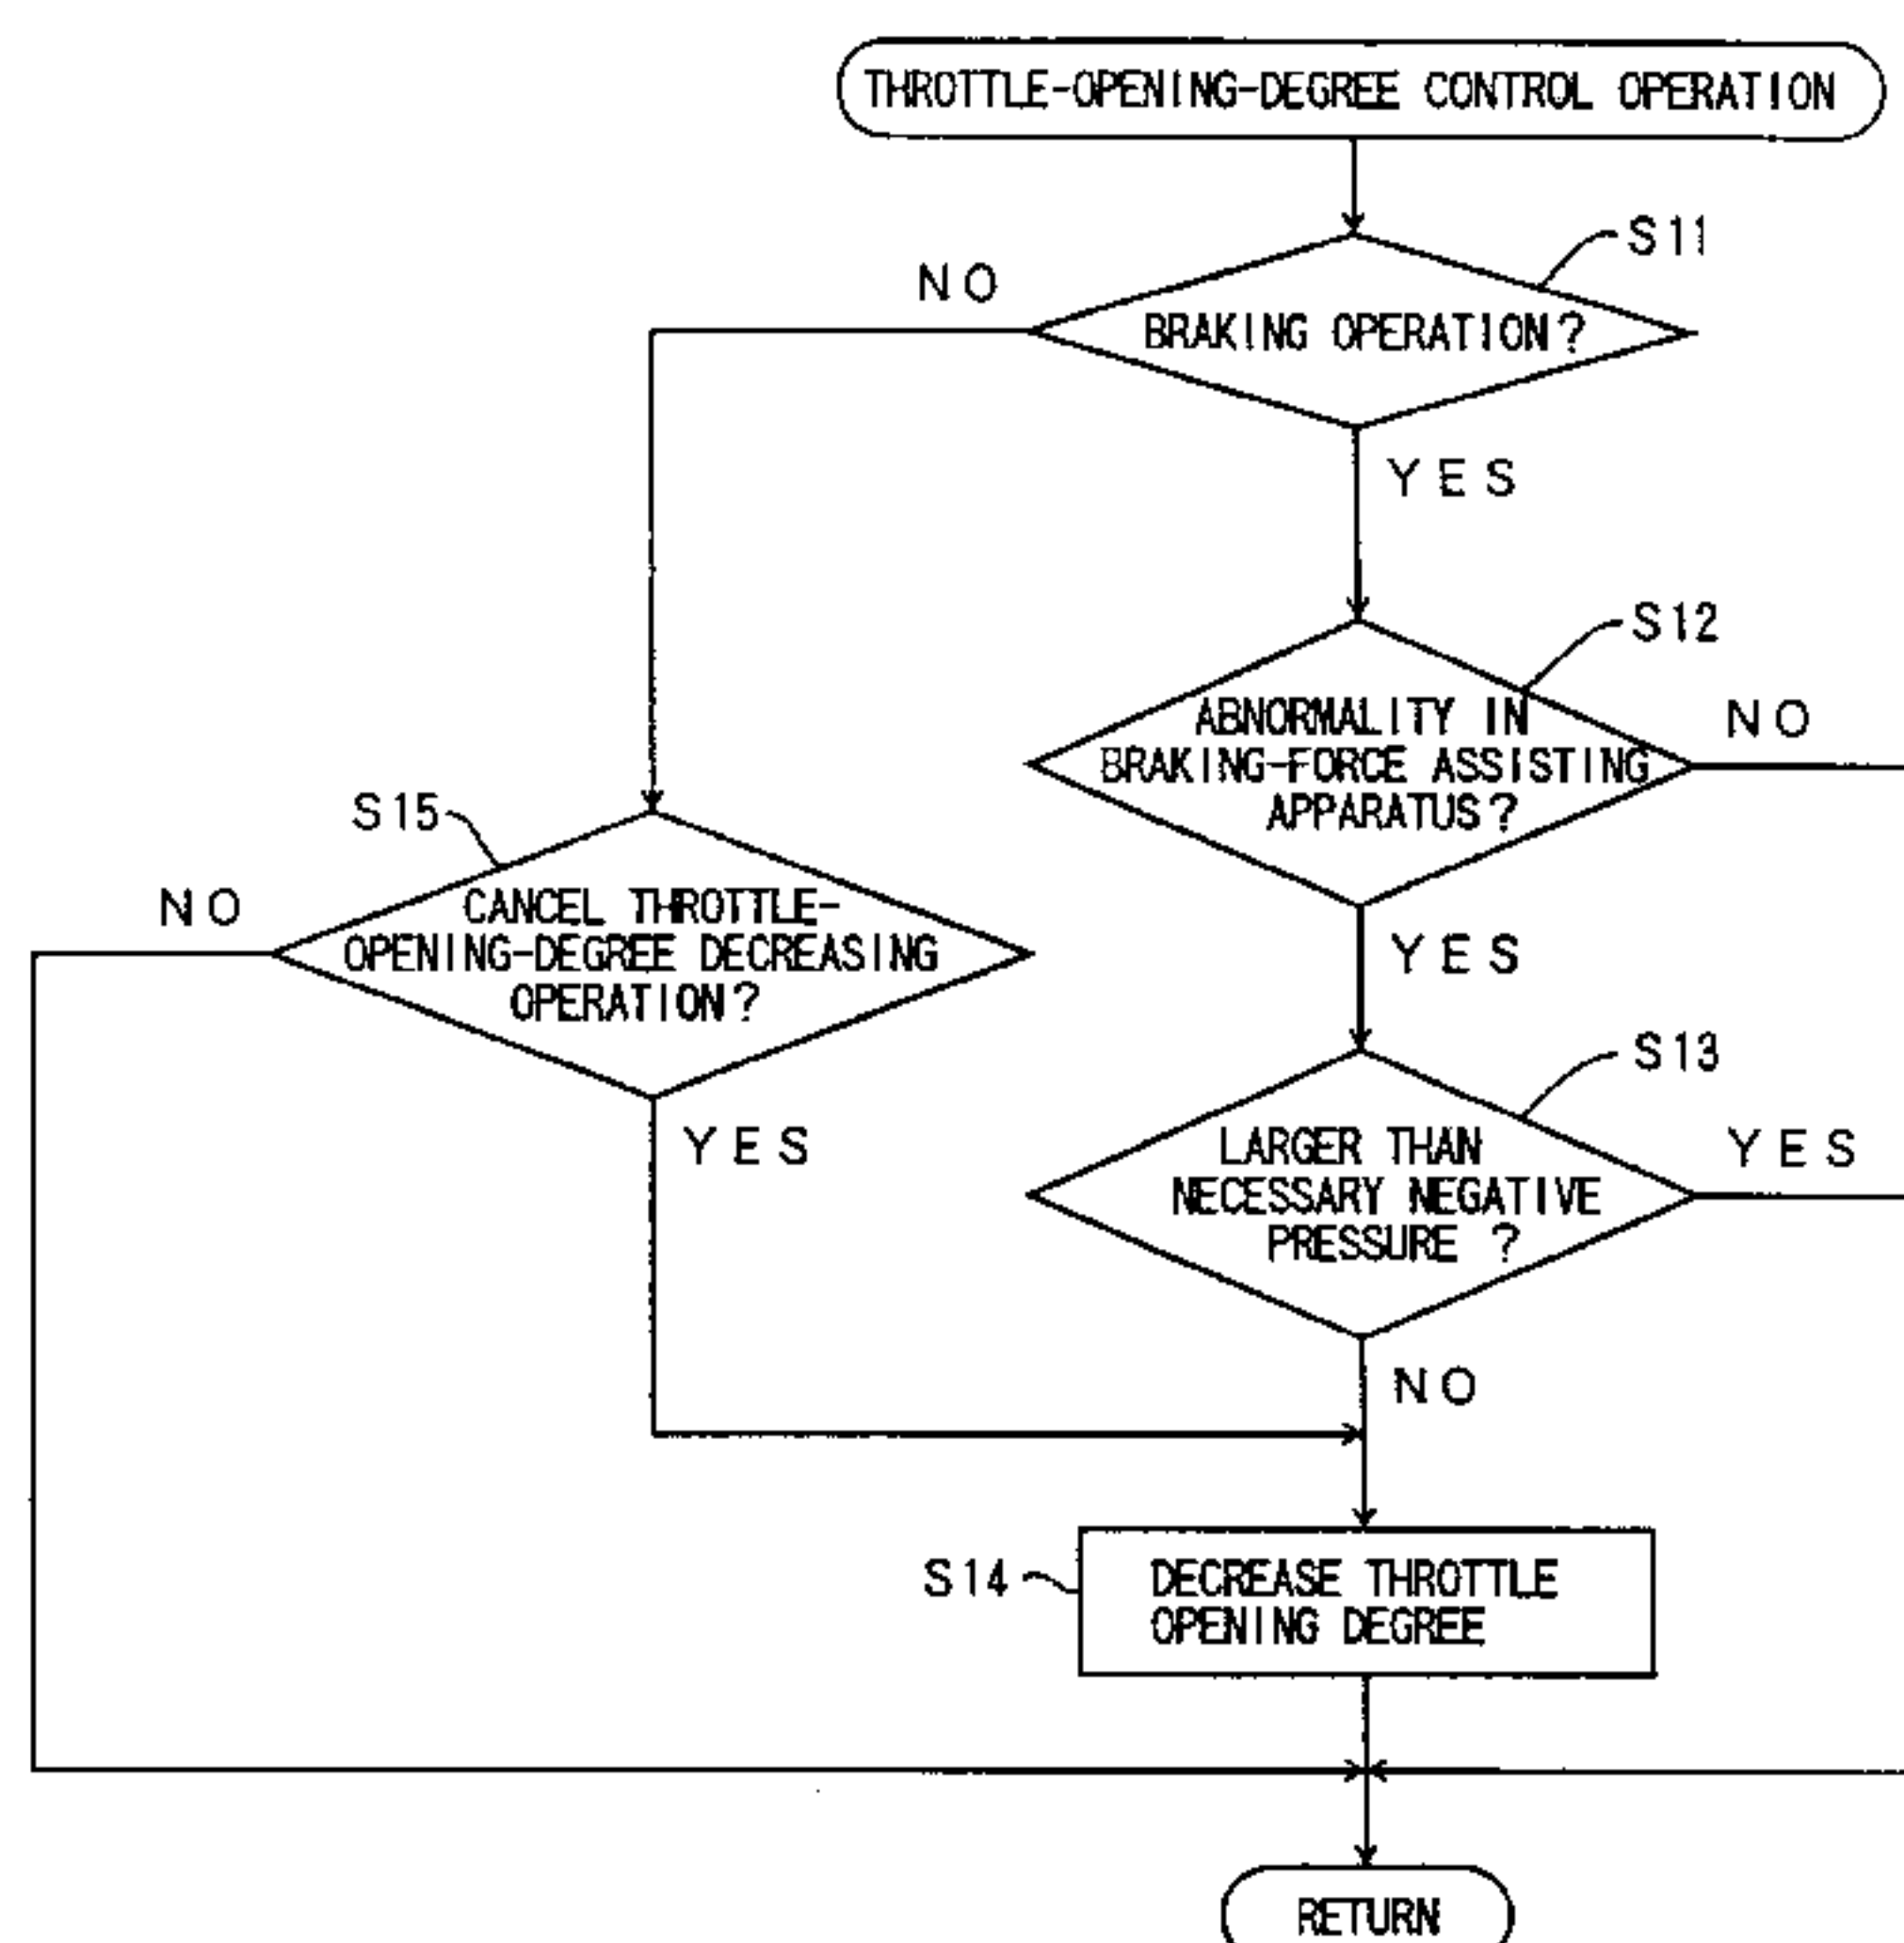 THROTTLE-OPENING-DEGREE CONTROL OPERATION
S11
NO
BRAKING OPERATION?
YES
S12
ABNORMALITY IN
BRAKING-FORCE ASSISTING
APPARATUS?
NO
YES
S15
CANCEL THROTTLE-
OPENING-DEGREE DECREASING
OPERATION?
NO
YES
S13
LARGER THAN
NECESSARY NEGATIVE
PRESSURE ?
YES
NO
S14
DECREASE THROTTLE
OPENING DEGREE
RETURN